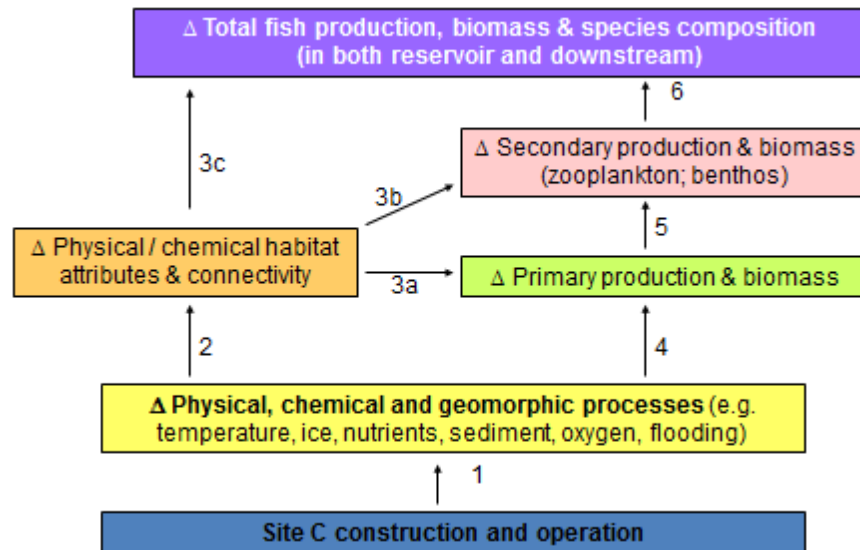 Δ Total fish production, biomass & species composition
(in both reservoir and downstream)
6
3c
Δ Secondary production & biomass
(zooplankton; benthos)
3b
5
Δ Physical / chemical habitat
attributes & connectivity
3a
Δ Primary production & biomass
2
4
Δ Physical, chemical and geomorphic processes (e.g.
temperature, ice, nutrients, sediment, oxygen, flooding)
1
Site C construction and operation